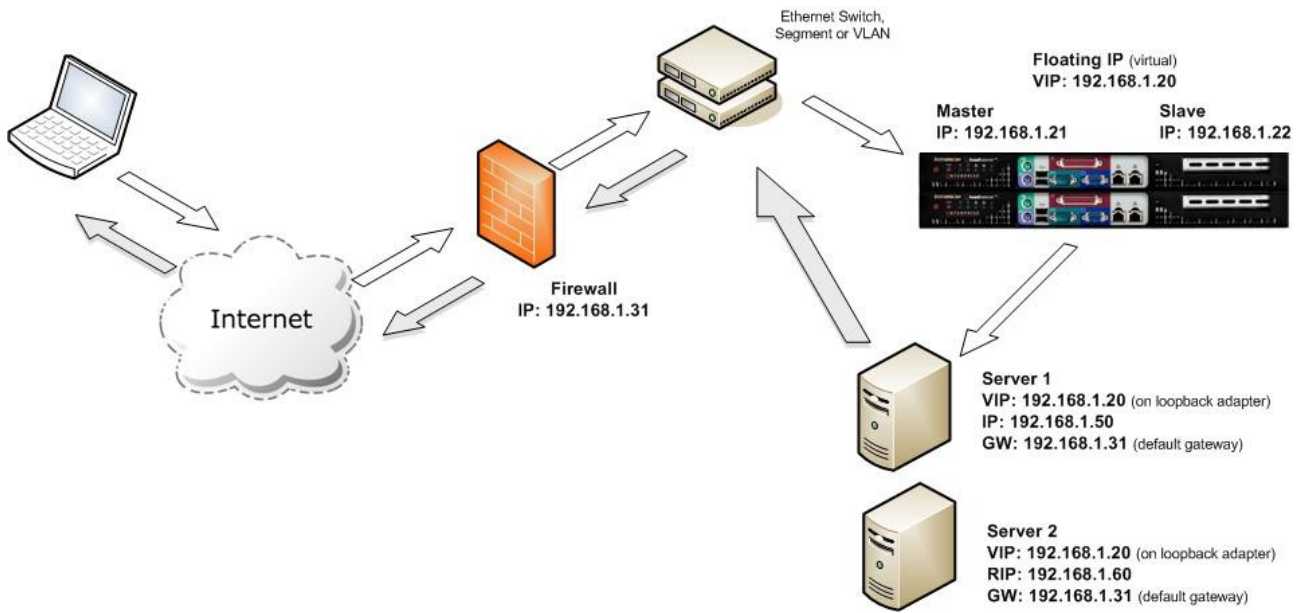 Ethernet Switch,
Segment or VLAN
Floating IP (virtual)
VIP: 192.168.1.20
Master
IP: 192.168.1.21
Slave
IP: 192.168.1.22
Internet
Firewall
IP: 192.168.1.31
Server 1
VIP: 192.168.1.20 (on loopback adapter)
IP: 192.168.1.50
GW: 192.168.1.31 (default gateway)
Server 2
VIP: 192.168.1.20 (on loopback adapter)
RIP: 192.168.1.60
GW: 192.168.1.31 (default gateway)